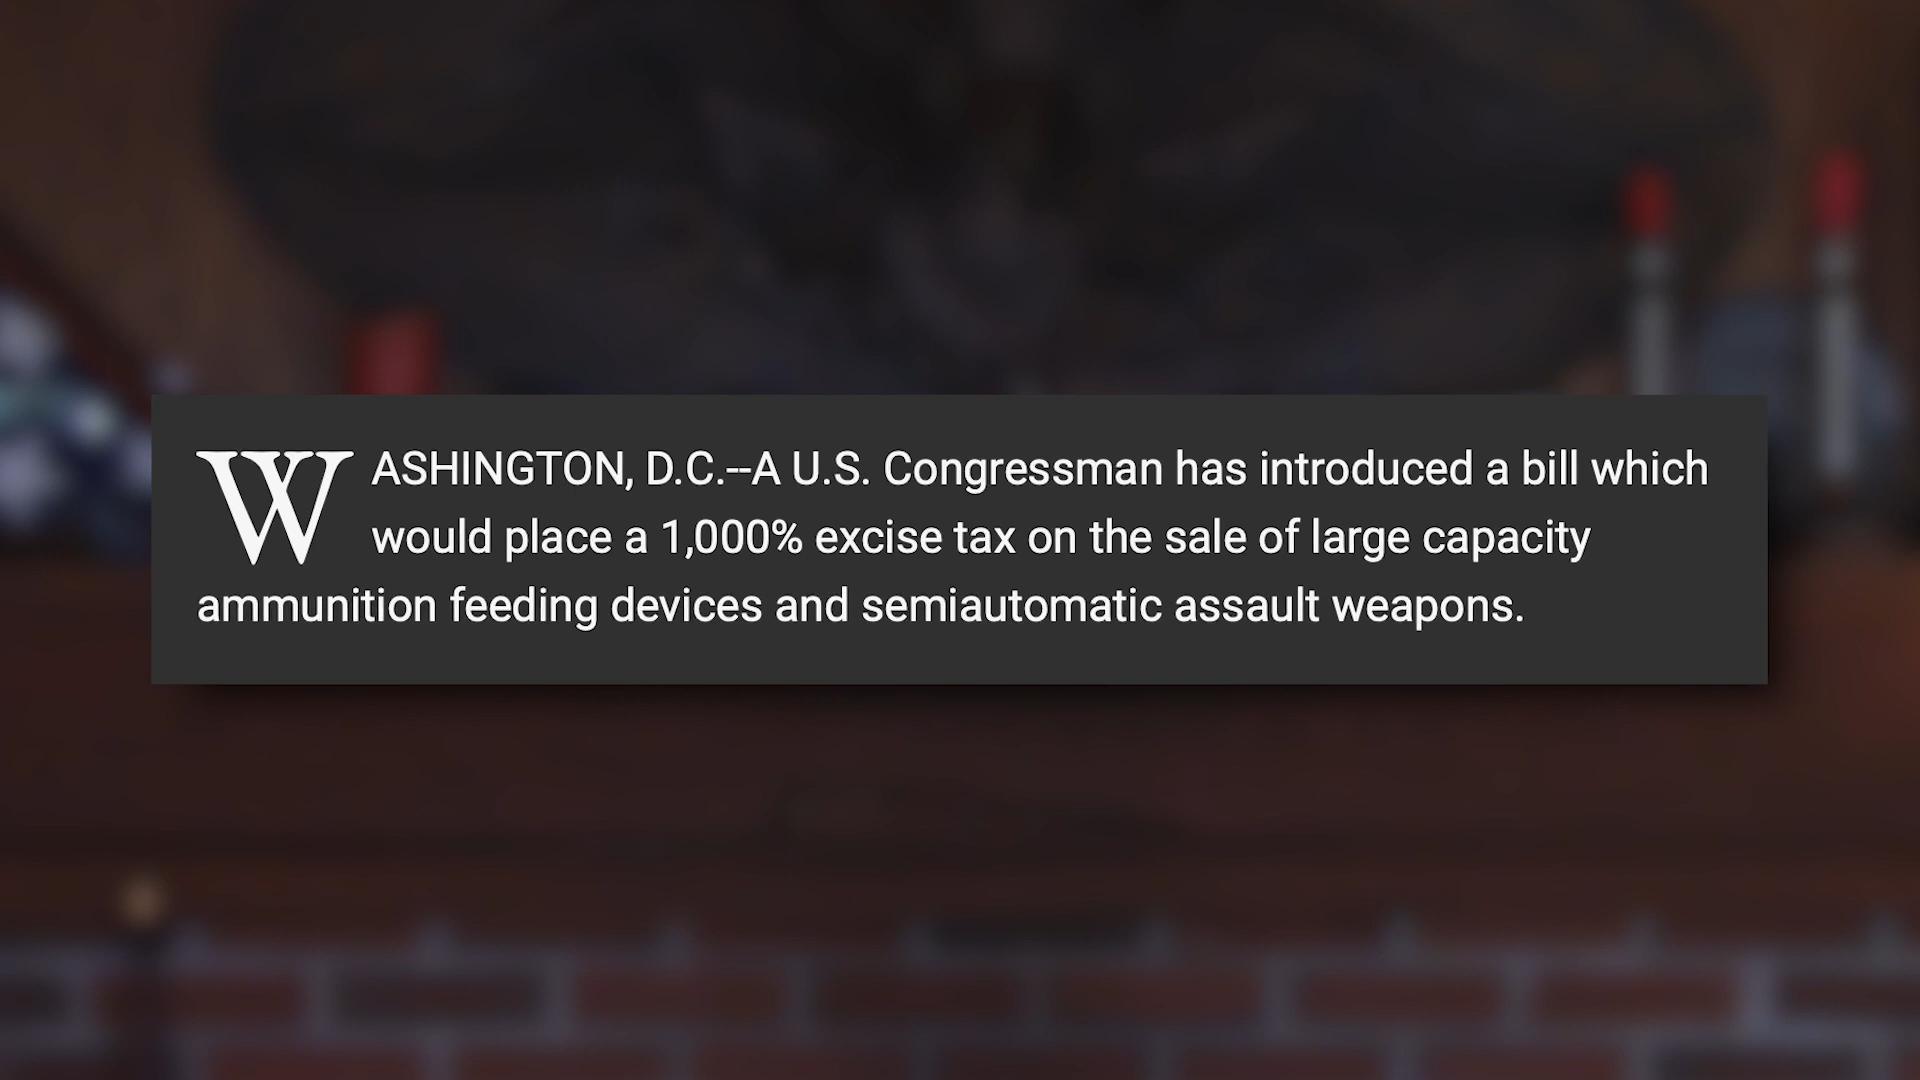 WASHINGTON, D.C.--A U.S. Congressman has introduced a bill which
would place a 1,000% excise tax on the sale of large capacity
ammunition feeding devices and semiautomatic assault weapons.